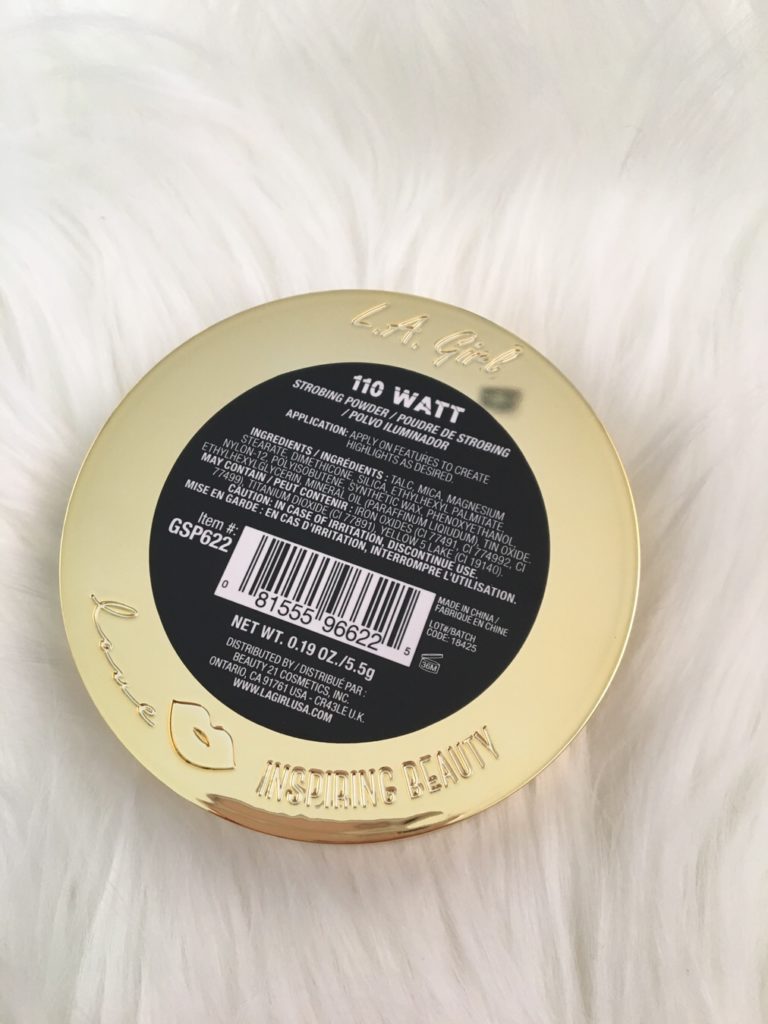 L.A. Girl
110 WATT
STROBING POWDER / POUDRE DE STROBING
/ POLVO ILUMINADOR
APPLICATION: APPLY ON FEATURES TO CREATE
HIGHLIGHTS AS DESIRED.
INGREDIENTS / INGRÉDIENTS : TALC, MICA, MAGNESIUM
STEARATE, DIMETHICONE, SILICA, ETHYLHEXYL PALMITATE,
NYLON-12, POLYISOBUTENE, SYNTHETIC WAX, PHENOXYETHANOL,
ETHYLHEXYLGLYCERIN, MINERAL OIL (PARAFFINUM LIQUIDUM), TIN OXIDE.
MAY CONTAIN / PEUT CONTENIR : IRON OXIDES (CI 77491, CI 774992, CI
77499), TITANIUM DIOXIDE (CI 77891), YELLOW 5 LAKE (CI 19140).
CAUTION: IN CASE OF IRRITATION, DISCONTINUE USE.
MISE EN GARDE : EN CAS D'IRRITATION, INTERROMPRE L'UTILISATION.
Item #:
GSP622
0 81555 96622 5
MADE IN CHINA /
FABRIQUÉ EN CHINE
LOT#/BATCH
CODE: 18425
36M
NET WT. 0.19 OZ./5.5g
DISTRIBUTED BY / DISTRIBUÉ PAR :
BEAUTY 21 COSMETICS, INC.
ONTARIO, CA 91761 USA - CR43LE U.K.
WWW.LAGIRLUSA.COM
love
INSPIRING BEAUTY